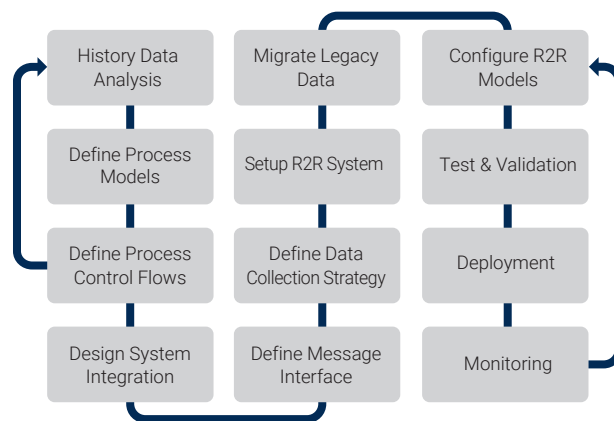 History Data
Analysis
Define Process
Models
Define Process
Control Flows
Design System
Integration
Migrate Legacy
Data
Setup R2R System
Define Data
Collection Strategy
Define Message
Interface
Configure R2R
Models
Test & Validation
Deployment
Monitoring